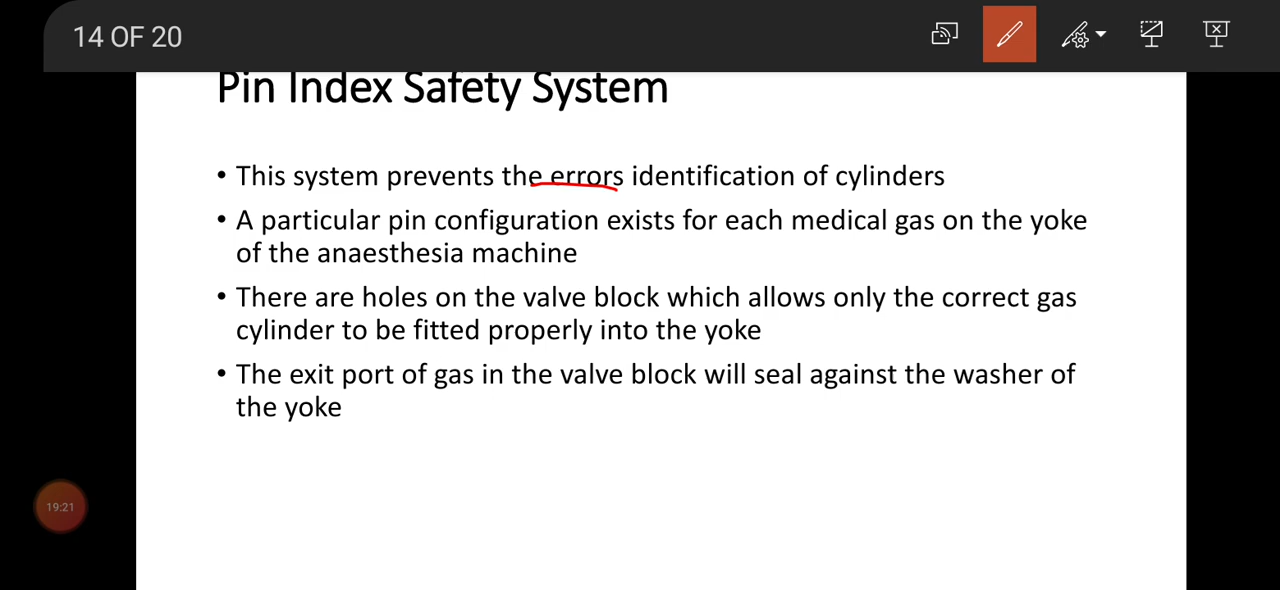 14 OF 20
Pin Index Safety System
• This system prevents the errors identification of cylinders
• A particular pin configuration exists for each medical gas on the yoke
of the anaesthesia machine
• There are holes on the valve block which allows only the correct gas
cylinder to be fitted properly into the yoke
• The exit port of gas in the valve block will seal against the washer of
the yoke
19:21